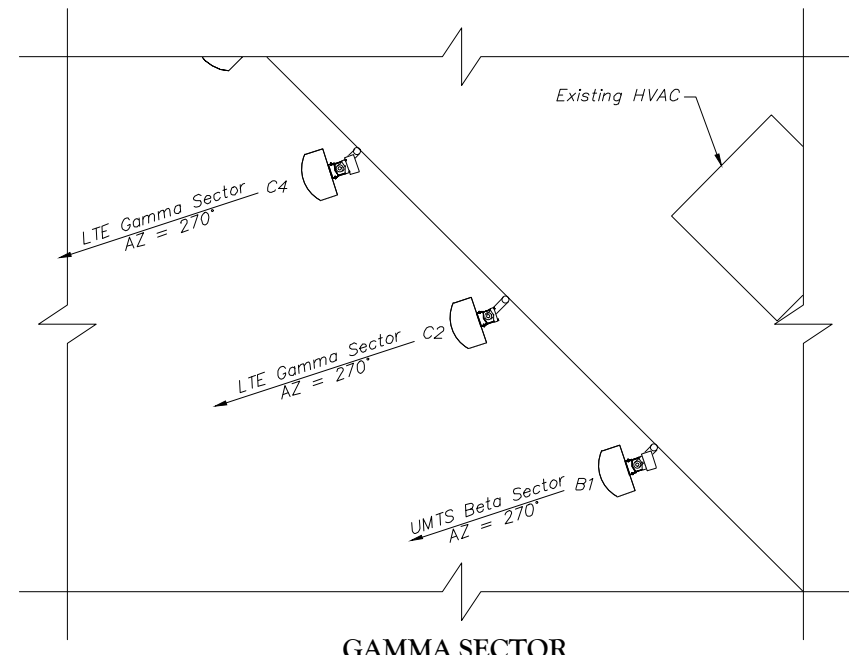 Existing HVAC
LTE Gamma Sector
AZ = 270°
C4
LTE Gamma Sector
AZ = 270°
C2
UMTS Beta Sector
AZ = 270°
B1
GAMMA SECTOR